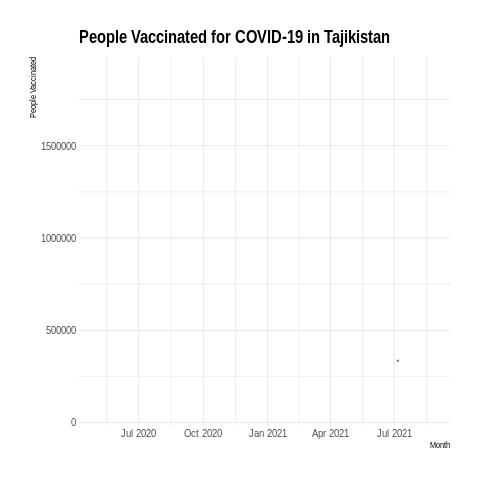 People Vaccinated for COVID-19 in Tajikistan
People Vaccinated
1500000
1000000
500000
0
Jul 2020 Oct 2020 Jan 2021 Apr 2021 Jul 2021
Month